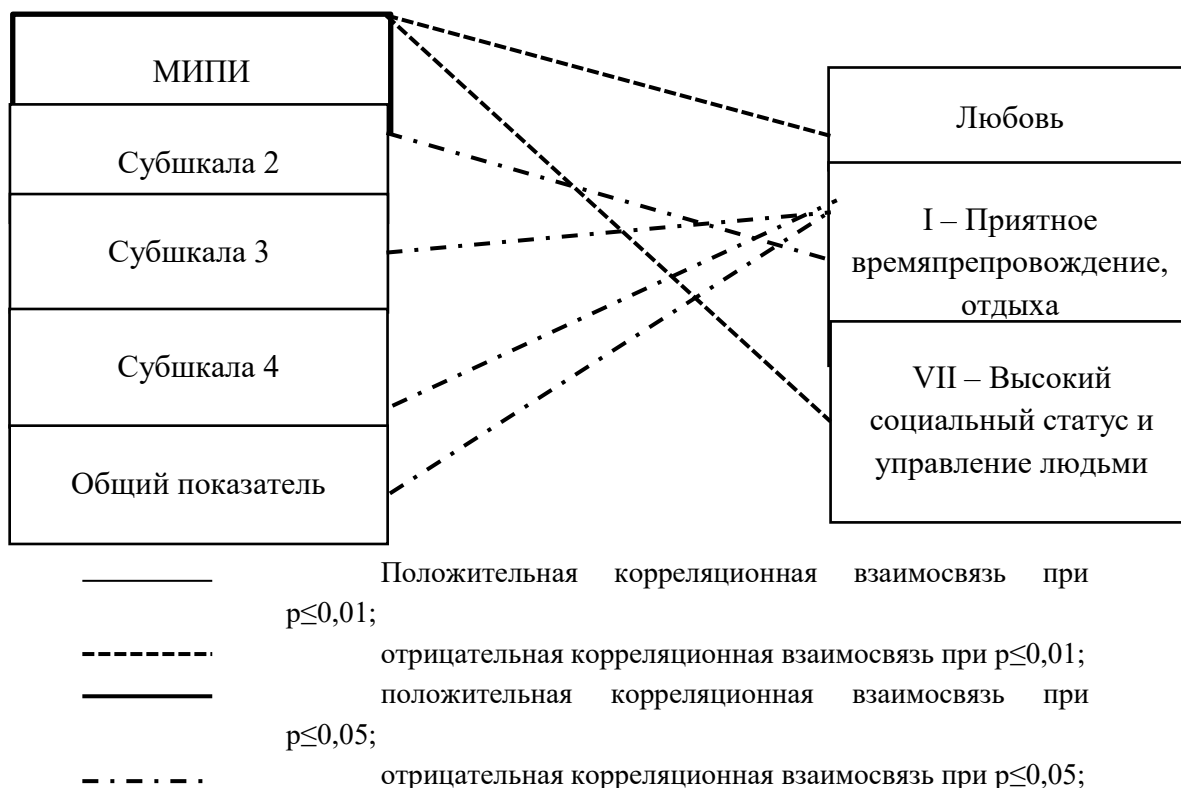 МИПИ
Субшкала 2
Субшкала 3
Субшкала 4
Общий показатель
Любовь
I – Приятное
времяпрепровождение,
отдыха
VII – Высокий
социальный статус и
управление людьми
Положительная корреляционная взаимосвязь при
p≤0,01;
отрицательная корреляционная взаимосвязь при p≤0,01;
положительная корреляционная взаимосвязь при
p≤0,05;
отрицательная корреляционная взаимосвязь при p≤0,05;